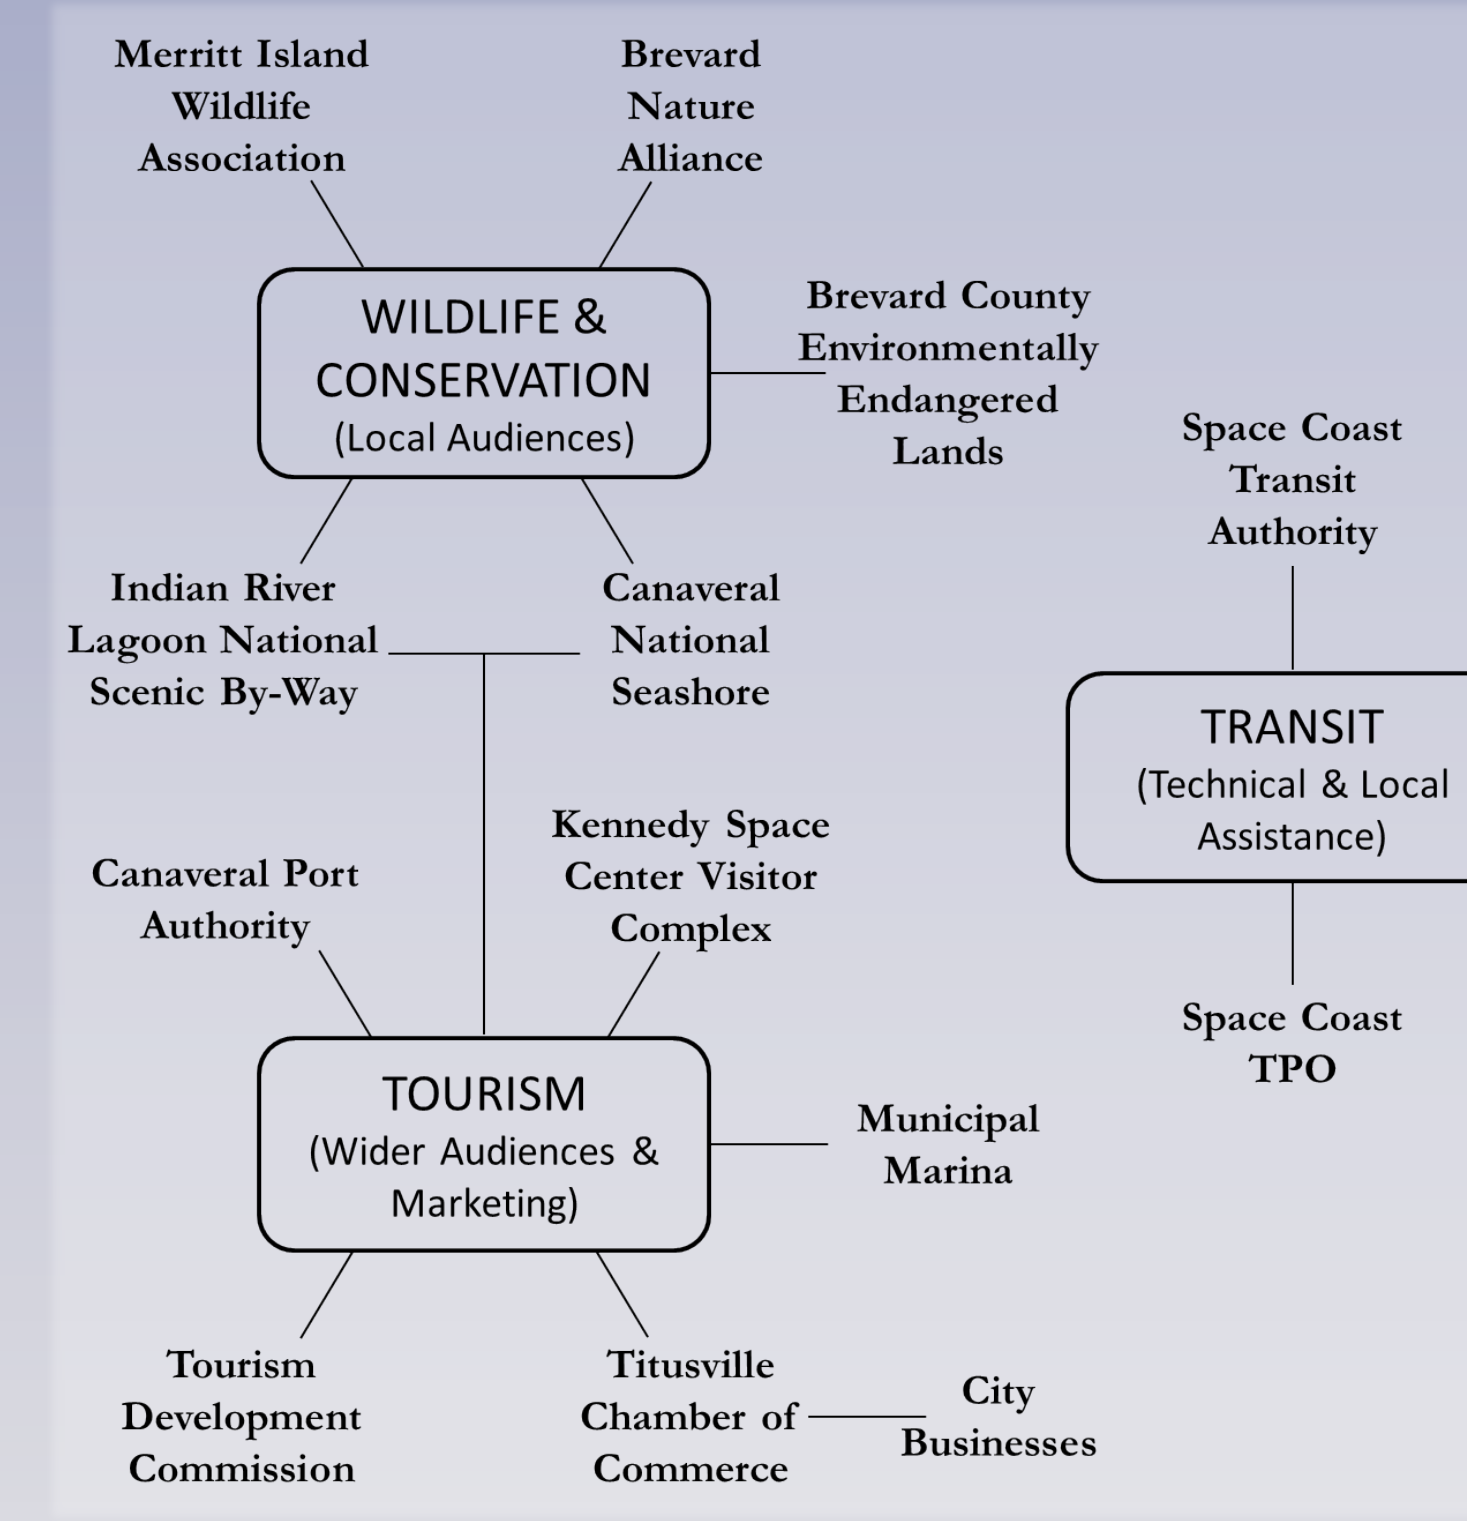 Merritt Island
Wildlife
Association
Brevard
Nature
Alliance
WILDLIFE &
CONSERVATION
(Local Audiences)
Brevard County
Environmentally
Endangered
Lands
Indian River
Lagoon National
Scenic By-Way
Canaveral
National
Seashore
Space Coast
Transit
Authority
TRANSIT
(Technical & Local
Assistance)
Space Coast
TPO
Canaveral Port
Authority
Kennedy Space
Center Visitor
Complex
TOURISM
(Wider Audiences &
Marketing)
Municipal
Marina
Tourism
Development
Commission
Titusville
Chamber of
Commerce
City
Businesses